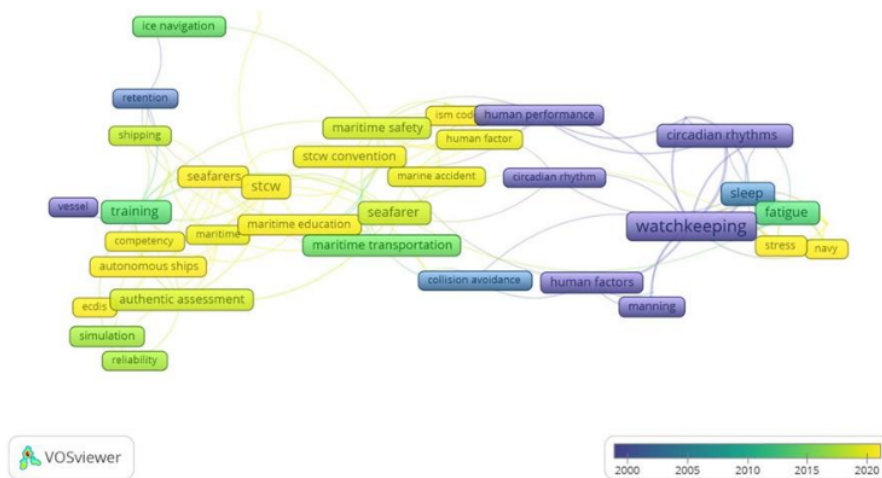 ice navigation
retention
shipping
maritime safety
ism cod
human performance
human factor
circadian rhythms
stcw convention
seafarers
stcw
marine accident
circadian rhythm
sleep
vessel
training
seafarer
fatigue
maritime education
maritime
watchkeeping
competency
maritime transportation
stress
navy
autonomous ships
collision avoidance
human factors
ecdis
authentic assessment
manning
simulation
reliability
VOSviewer
2000 2005 2010 2015 2020